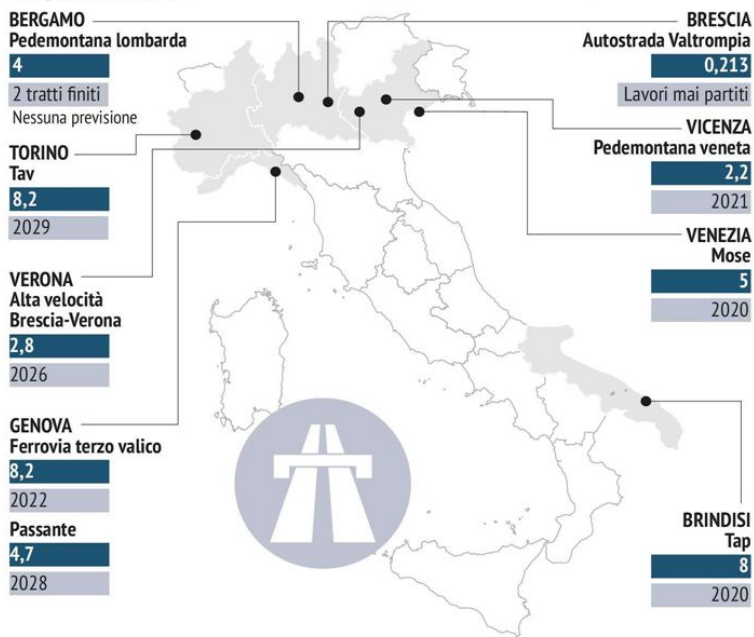 BERGAMO
Pedemontana lombarda
4
2 tratti finiti
Nessuna previsione
TORINO
Tav
8,2
2029
VERONA
Alta velocità
Brescia-Verona
2,8
2026
GENOVA
Ferrovia terzo valico
8,2
2022
Passante
4,7
2028
BRESCIA
Autostrada Valtrompia
0,213
Lavori mai partiti
VICENZA
Pedemontana veneta
2,2
2021
VENEZIA
Mose
5
2020
BRINDISI
Tap
8
2020